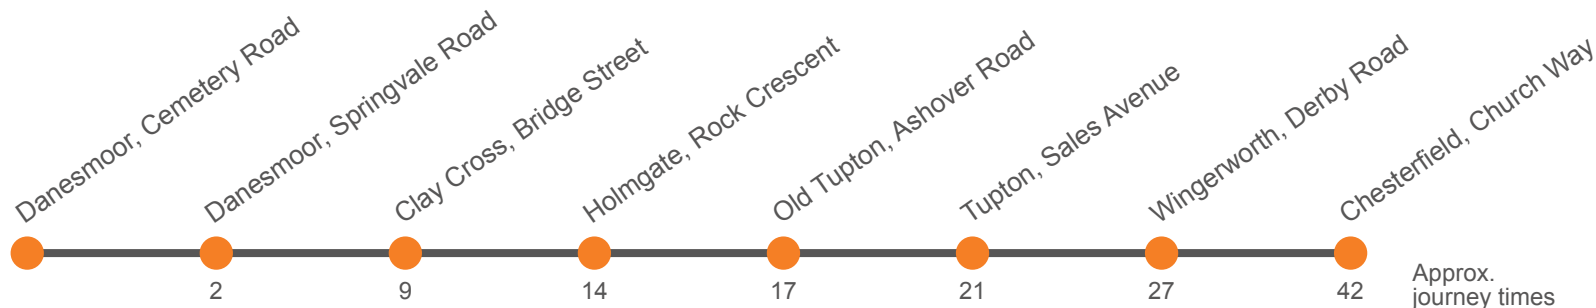 Danesmoor, Cemetery Road
Danesmoor, Springvale Road
Clay Cross, Bridge Street
Holmgate, Rock Crescent
Old Tupton, Ashover Road
Tupton, Sales Avenue
Wingerworth, Derby Road
Chesterfield, Church Way
2 9 14 17 21 27 42
Approx.
journey times